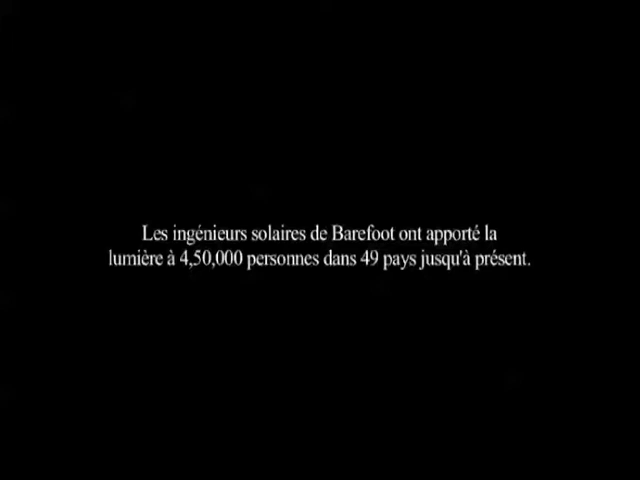 Les ingénieurs solaires de Barefoot ont apporté la
lumière à 4,50,000 personnes dans 49 pays jusqu'à présent.